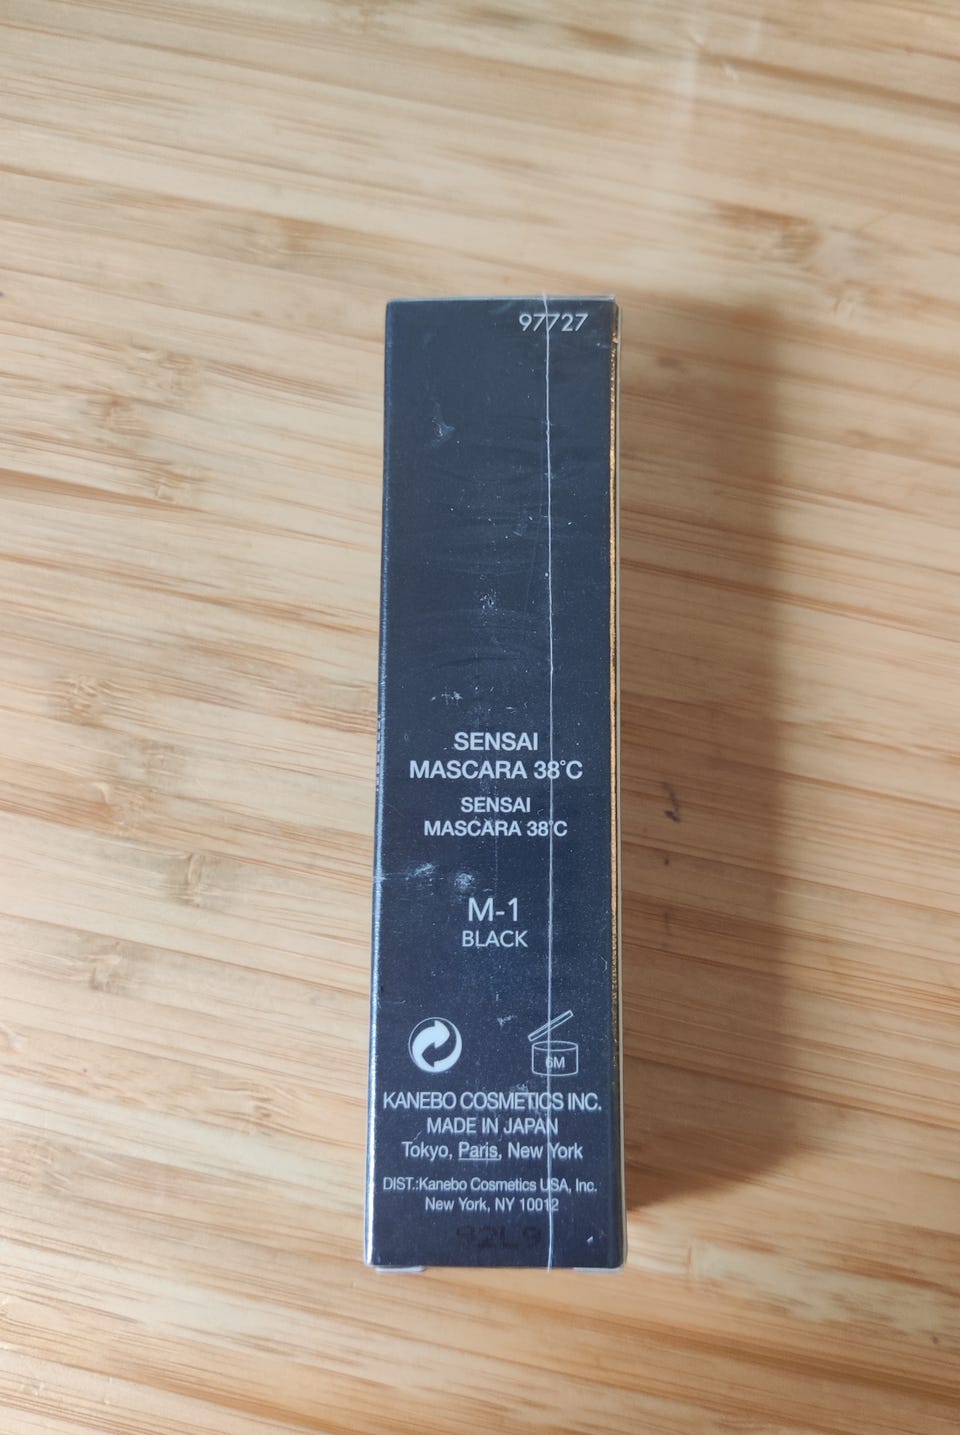 97727
SENSAI
MASCARA 38°C
SENSAI
MASCARA 38°C
M-1
BLACK
6M
KANEBO COSMETICS INC.
MADE IN JAPAN
Tokyo, Paris, New York
DIST.:Kanebo Cosmetics USA, Inc.
New York, NY 10012